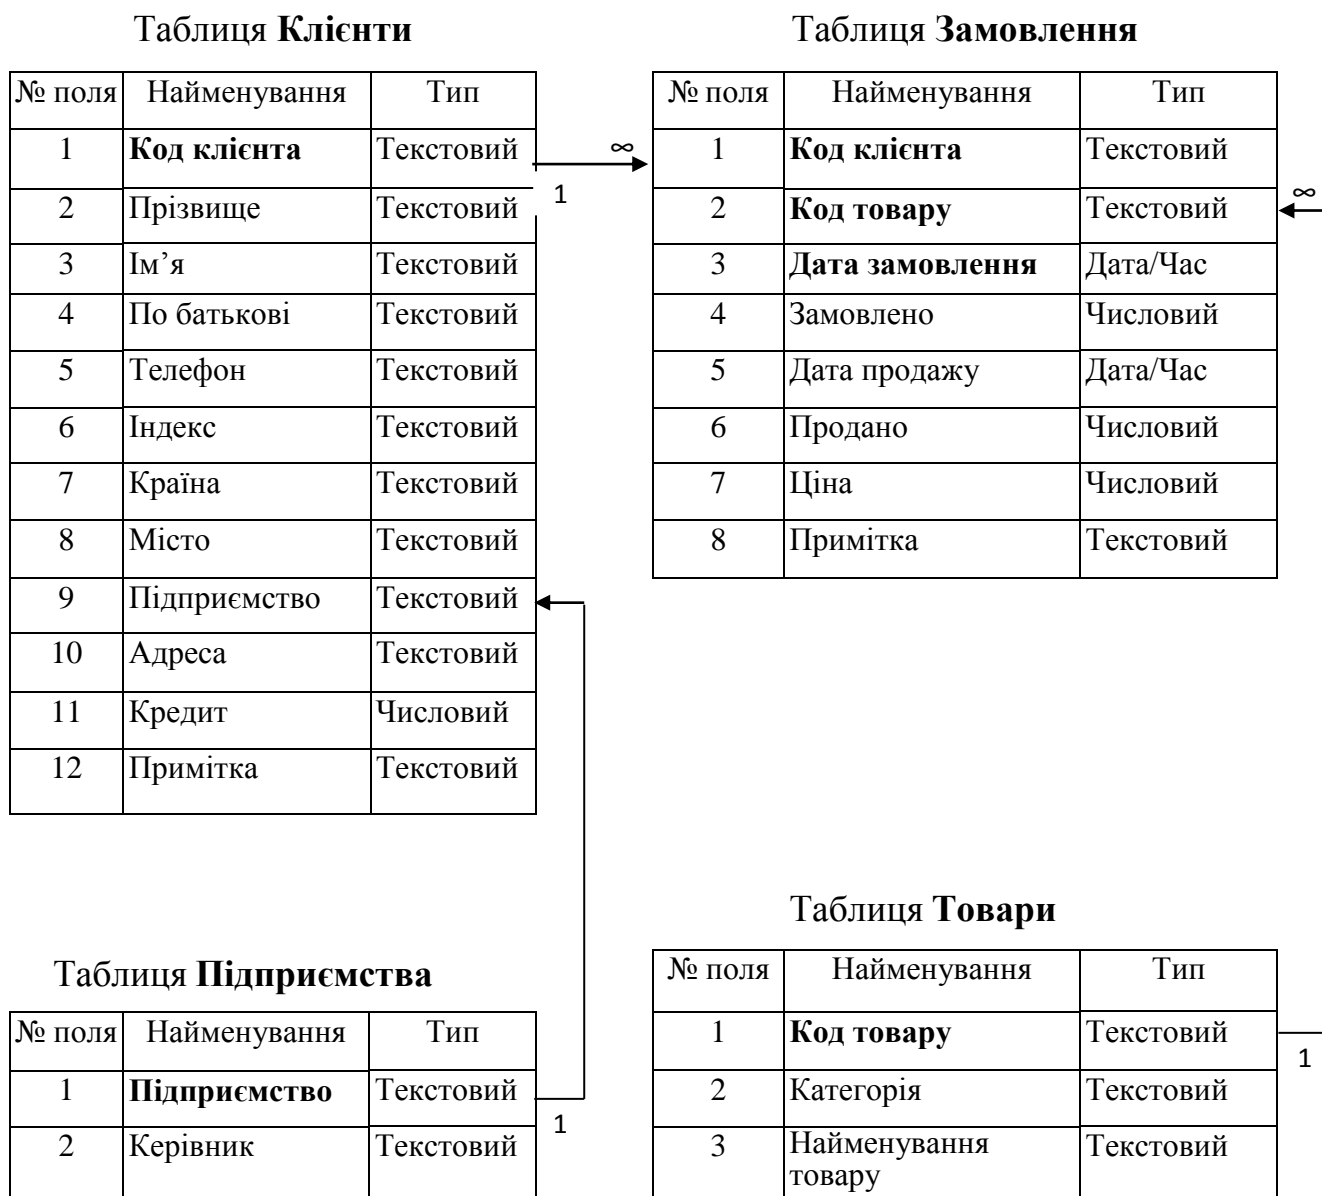 Таблиця Клієнти
№ поля Найменування Тип
1 Код клієнта Текстовий
2 Прізвище Текстовий
3 Ім’я Текстовий
4 По батькові Текстовий
5 Телефон Текстовий
6 Індекс Текстовий
7 Країна Текстовий
8 Місто Текстовий
9 Підприємство Текстовий
10 Адреса Текстовий
11 Кредит Числовий
12 Примітка Текстовий
1 ∞
Таблиця Замовлення
№ поля Найменування Тип
1 Код клієнта Текстовий
2 Код товару Текстовий
3 Дата замовлення Дата/Час
4 Замовлено Числовий
5 Дата продажу Дата/Час
6 Продано Числовий
7 Ціна Числовий
8 Примітка Текстовий
∞
Таблиця Підприємства
№ поля Найменування Тип
1 Підприємство Текстовий
2 Керівник Текстовий
1
Таблиця Товари
№ поля Найменування Тип
1 Код товару Текстовий
2 Категорія Текстовий
3 Найменування Текстовий
товару
1